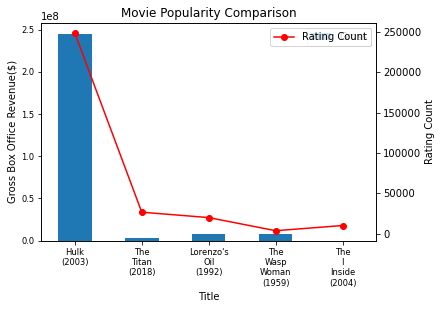 Movie Popularity Comparison
1e8
Rating Count
2.5
2.0
1.5
1.0
0.5
0.0
Gross Box Office Revenue($)
250000
200000
150000
100000
50000
0
Rating Count
Hulk
(2003)
The
Titan
(2018)
Lorenzo's
Oil
(1992)
The
Wasp
Woman
(1959)
The
I
Inside
(2004)
Title